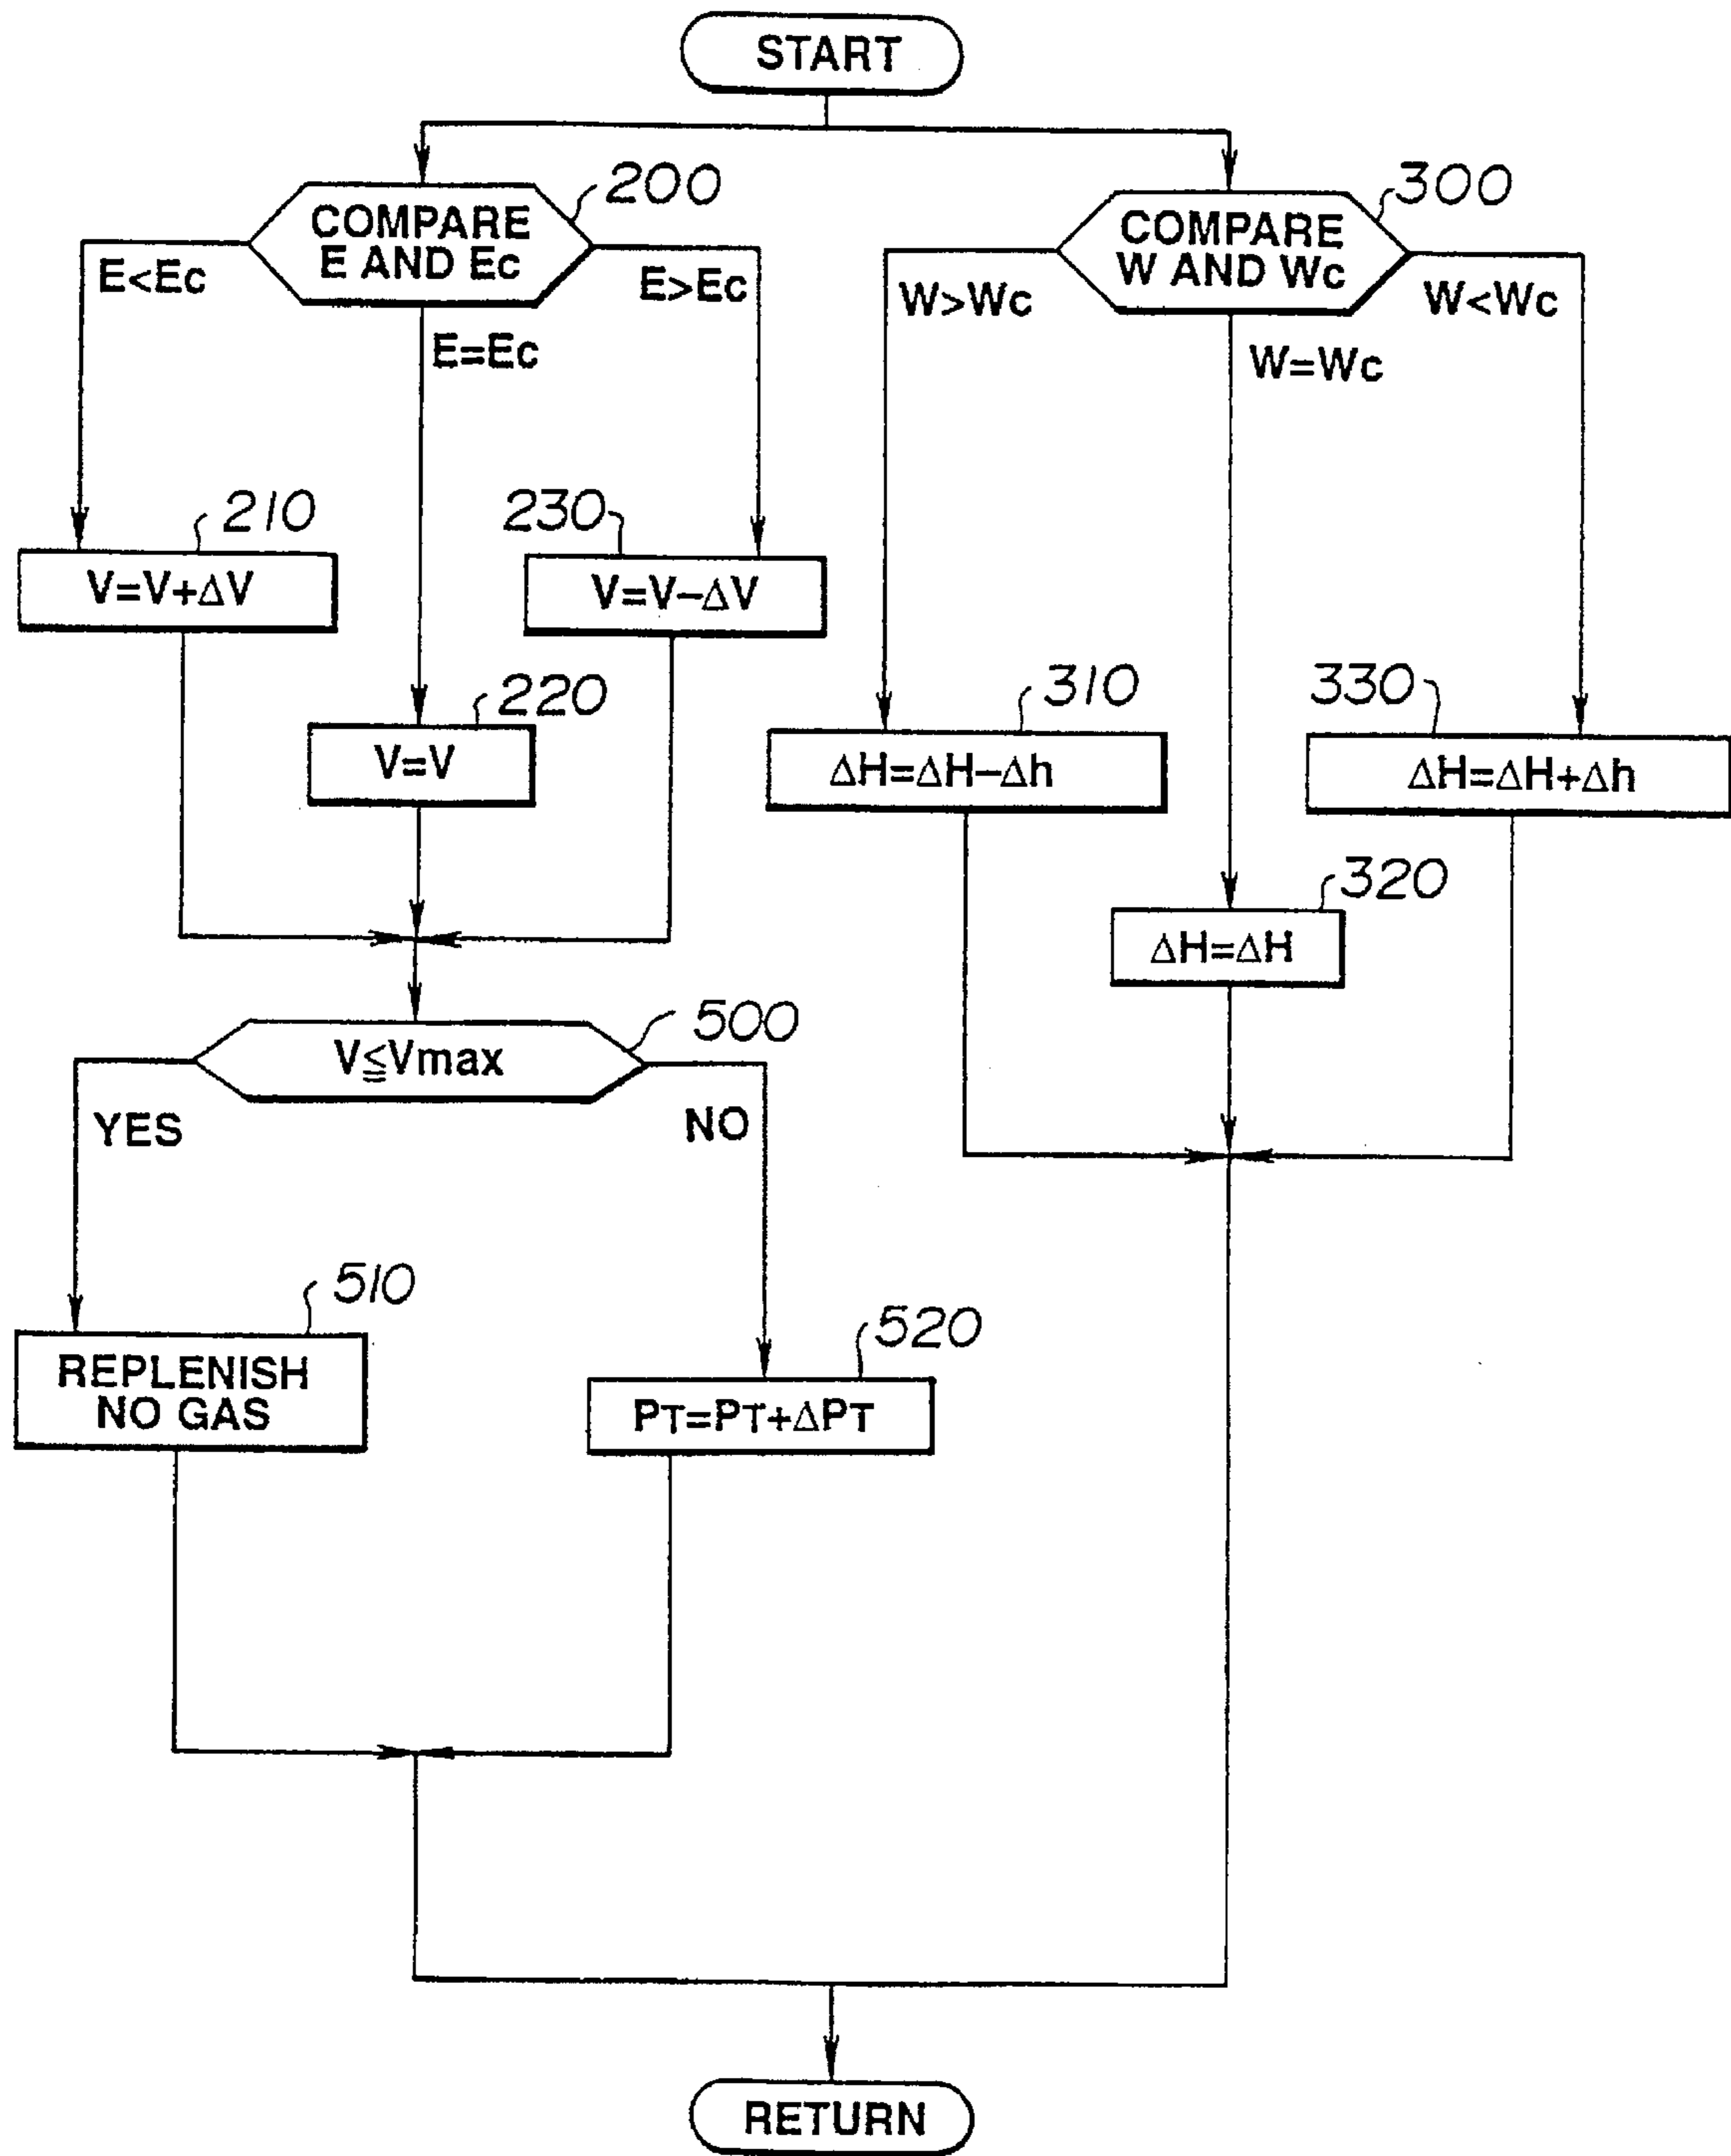 START
200
COMPARE
E AND Ec
E<Ec
E>Ec
E=Ec
300
COMPARE
W AND Wc
W>Wc
W<Wc
W=Wc
210
V=V+ΔV
230
V=V-ΔV
220
V=V
310
ΔH=ΔH-Δh
330
ΔH=ΔH+Δh
320
ΔH=ΔH
500
V≦Vmax
YES
NO
510
REPLENISH
NO GAS
520
PT=PT+ΔPT
RETURN